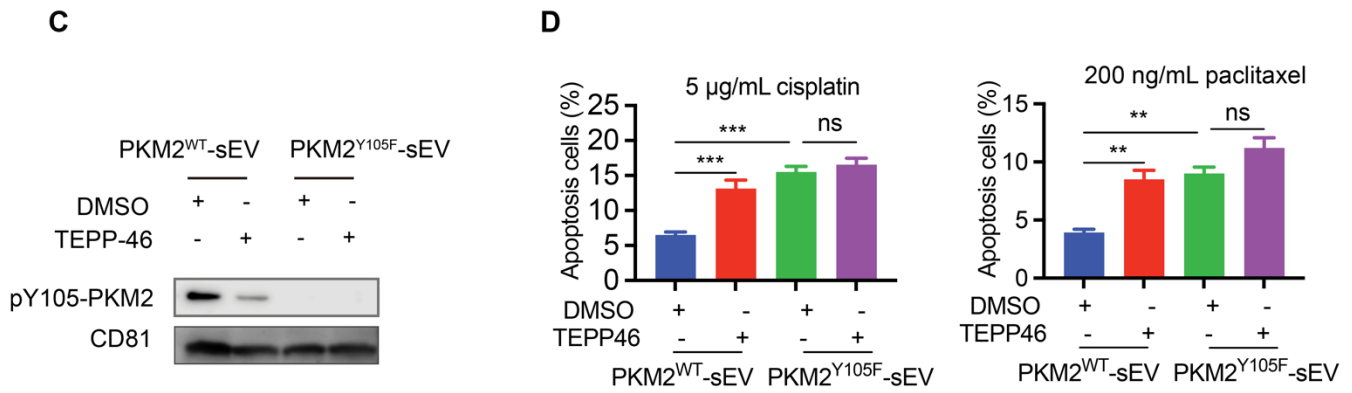 C
PKM2WT-sEV PKM2Y105F-sEV
DMSO + - + -
TEPP-46 - + - +
pY105-PKM2
CD81
D
5 µg/mL cisplatin
Apoptosis cells (%)
25
20
15
10
5
0
*** *** ns
DMSO + - + -
TEPP46 - + - +
PKM2WT-sEV PKM2Y105F-sEV
200 ng/mL paclitaxel
Apoptosis cells (%)
15
10
5
0
** ** ns
DMSO + - + -
TEPP46 - + - +
PKM2WT-sEV PKM2Y105F-sEV